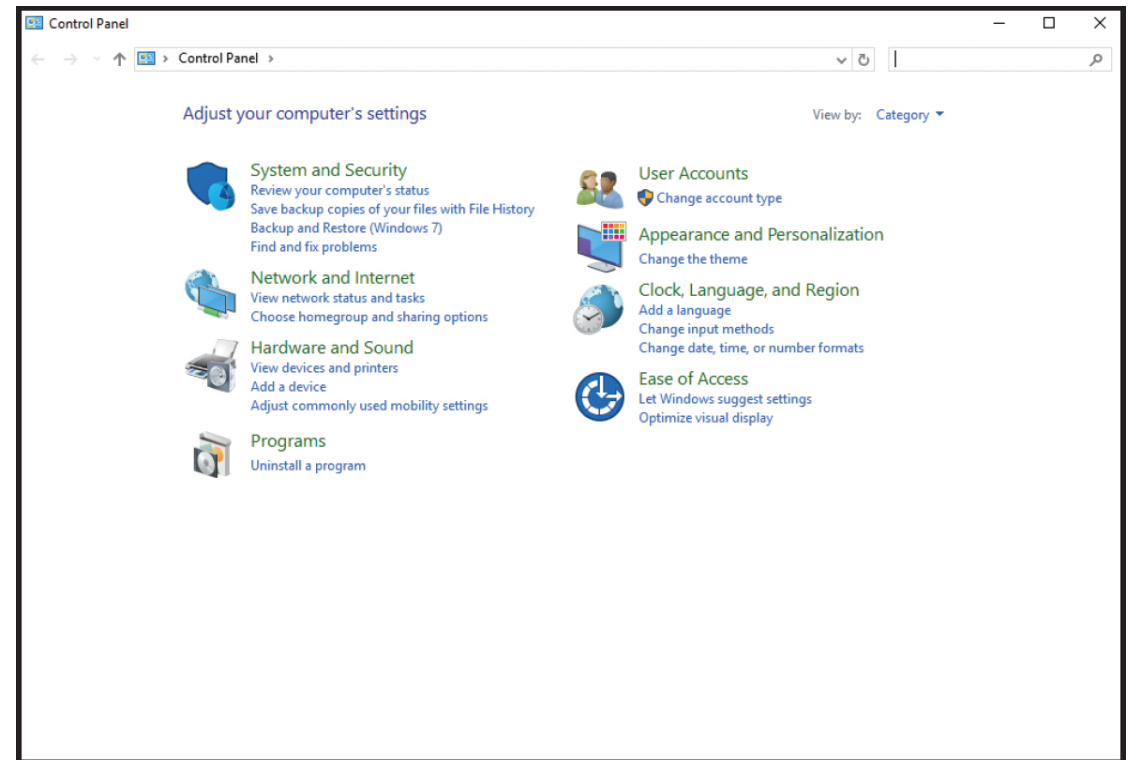 Control Panel
Control Panel
Adjust your computer's settings
View by: Category
System and Security
Review your computer's status
Save backup copies of your files with File History
Backup and Restore (Windows 7)
Find and fix problems
Network and Internet
View network status and tasks
Choose homegroup and sharing options
Hardware and Sound
View devices and printers
Add a device
Adjust commonly used mobility settings
Programs
Uninstall a program
User Accounts
Change account type
Appearance and Personalization
Change the theme
Clock, Language, and Region
Add a language
Change input methods
Change date, time, or number formats
Ease of Access
Let Windows suggest settings
Optimize visual display